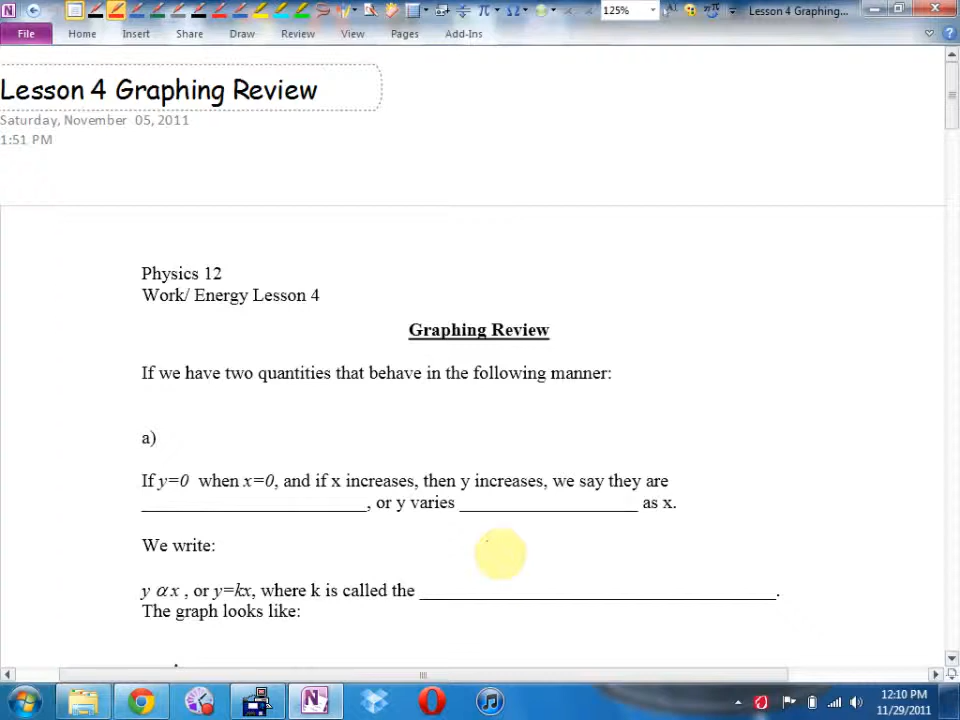 125%
Lesson 4 Graphing...
File Home Insert Share Draw Review View Pages Add-Ins
Lesson 4 Graphing Review
Saturday, November 05, 2011
1:51 PM
Physics 12
Work/ Energy Lesson 4
Graphing Review
If we have two quantities that behave in the following manner:
a)
If y=0 when x=0, and if x increases, then y increases, we say they are
________________________, or y varies ___________________ as x.
We write:
y α x , or y=kx, where k is called the ______________________________________.
The graph looks like:
12:10 PM
11/29/2011